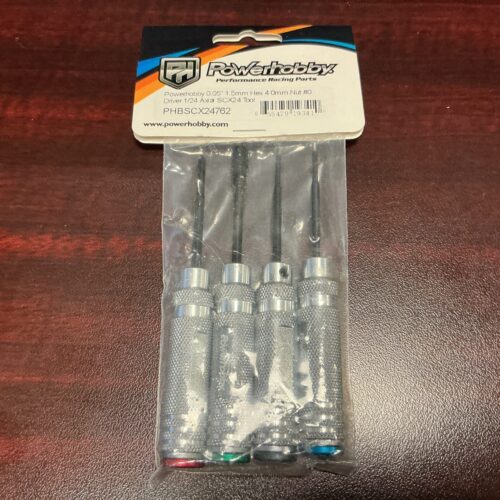 PH Powerhobby
Performance Racing Parts
Powerhobby 0.05" 1.5mm Hex 4.0mm Nut #0
Driver 1/24 Axial SCX24 Tool
PHBSCX24762
www.powerhobby.com